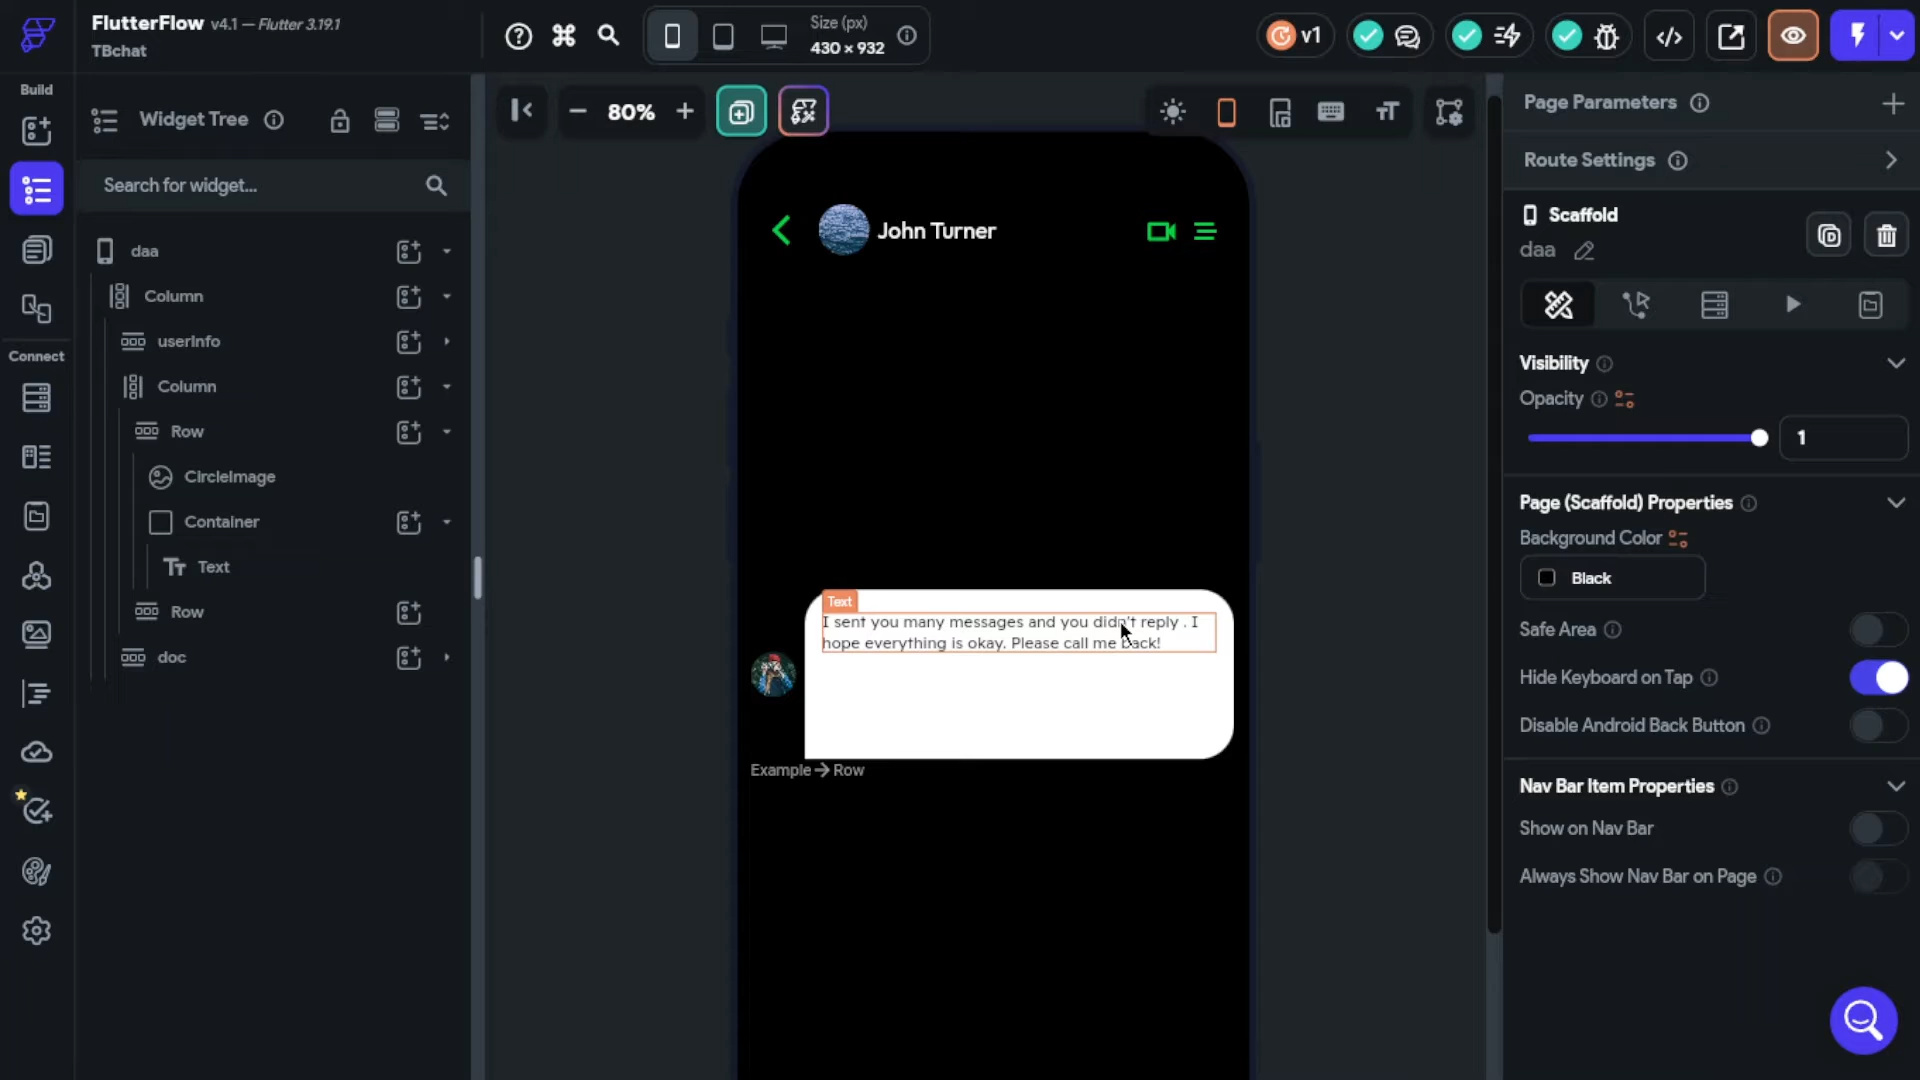 FlutterFlow v4.1 – Flutter 3.19.1
TBchat
Size (px)
430 × 932
v1
Build
Connect
Widget Tree
Search for widget...
daa
Column
userInfo
Column
Row
CircleImage
Container
Tт Text
Row
doc
80%
John Turner
Text
I sent you many messages and you didn't reply . I
hope everything is okay. Please call me back!
Example → Row
Page Parameters
Route Settings
Scaffold
daa
Visibility
Opacity
1
Page (Scaffold) Properties
Background Color
Black
Safe Area
Hide Keyboard on Tap
Disable Android Back Button
Nav Bar Item Properties
Show on Nav Bar
Always Show Nav Bar on Page